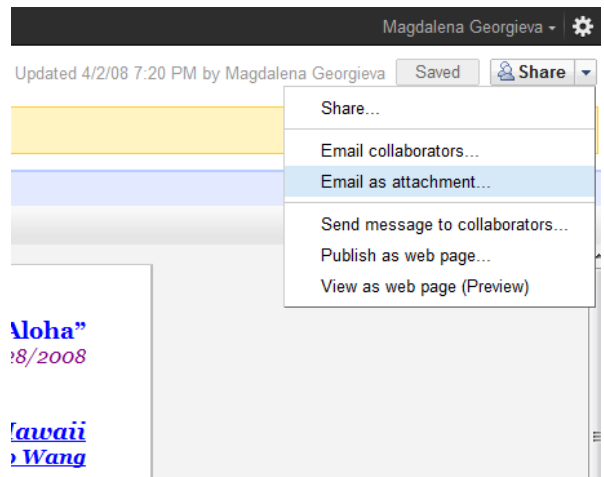 Magdalena Georgieva
Updated 4/2/08 7:20 PM by Magdalena Georgieva Saved Share
Share...
Email collaborators...
Email as attachment...
Send message to collaborators...
Publish as web page...
View as web page (Preview)
Aloha”
28/2008
Hawaii
Wang